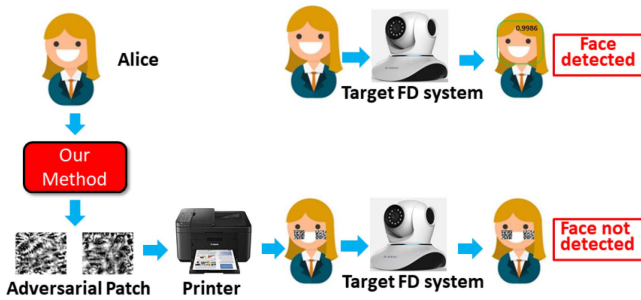 Alice
0.9986
Face
detected
Target FD system
Our
Method
Face not
detected
Adversarial Patch
Printer
Target FD system